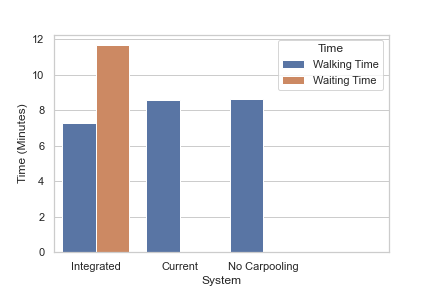 12
10
8
6
4
2
0
Time (Minutes)
Time
Walking Time
Waiting Time
Integrated
Current
No Carpooling
System